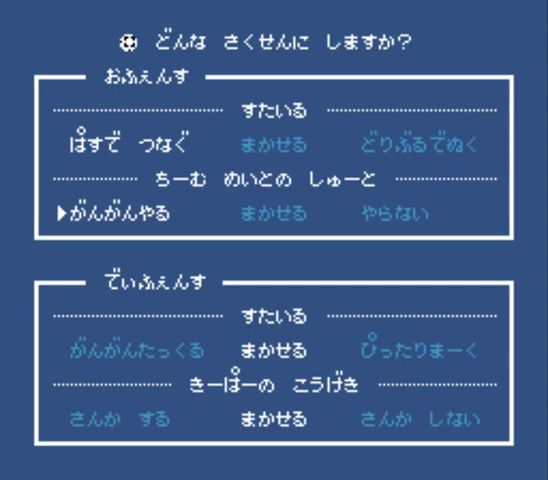 どんな さくせんに しますか?
おふぇんす
すたいる
ぱすで つなぐ まかせる どりぶるでぬく
ちーむ めいとの しゅーと
▶がんがんやる まかせる やらない
でぃふぇんす
すたいる
がんがんたっくる まかせる ぴったりまーく
きーぱーの こうげき
さんか する まかせる さんか しない